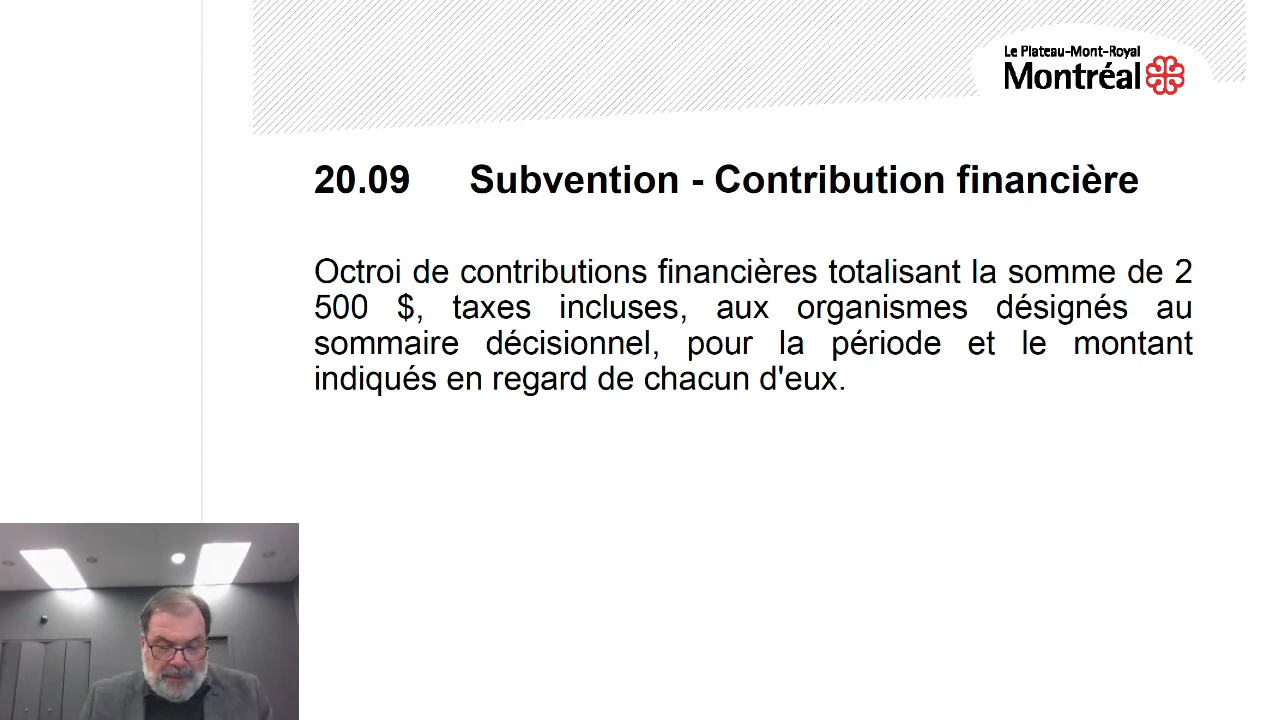 Le Plateau-Mont-Royal
Montréal
20.09 Subvention - Contribution financière
Octroi de contributions financières totalisant la somme de 2
500 $, taxes incluses, aux organismes désignés au
sommaire décisionnel, pour la période et le montant
indiqués en regard de chacun d'eux.